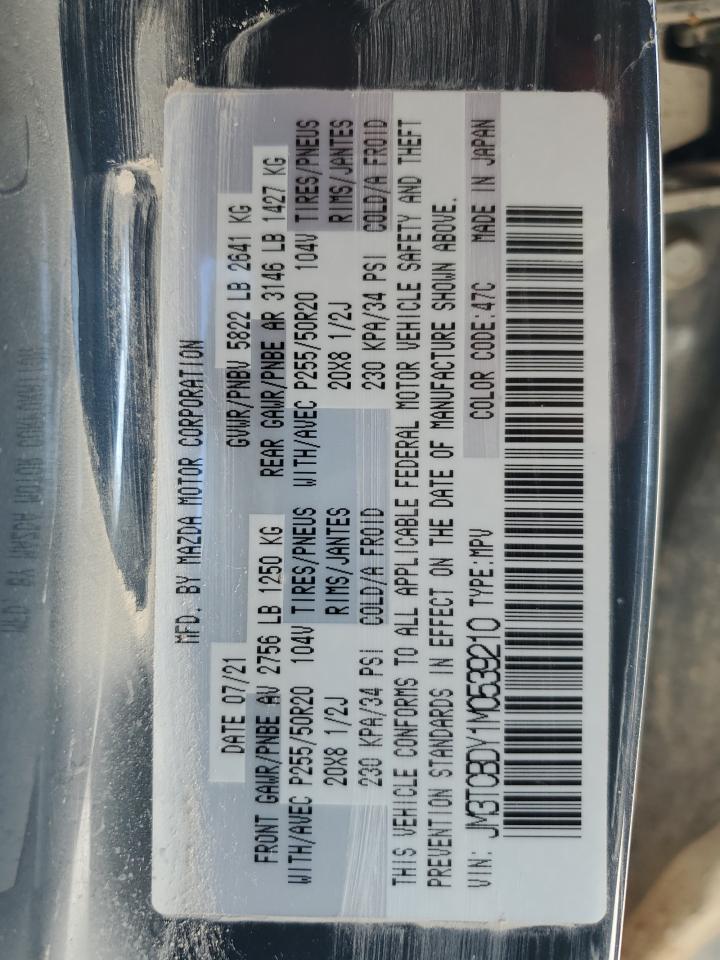 MFD. BY MAZDA MOTOR CORPORATION
DATE 07/21 GVWR/PNBV 5822 LB 2641 KG
FRONT GAWR/PNBE AV 2756 LB 1250 KG REAR GAWR/PNBE AR 3146 LB 1427 KG
WITH/AVEC P255/50R20 104V TIRES/PNEUS WITH/AVEC P255/50R20 104V TIRES/PNEUS
20X8 1/2J RIMS/JANTES 20X8 1/2J RIMS/JANTES
230 KPA/34 PSI COLD/A FROID 230 KPA/34 PSI COLD/A FROID
THIS VEHICLE CONFORMS TO ALL APPLICABLE FEDERAL MOTOR VEHICLE SAFETY AND THEFT
PREVENTION STANDARDS IN EFFECT ON THE DATE OF MANUFACTURE SHOWN ABOVE.
VIN: JM3TCBDY1M0539210 TYPE:MPV COLOR CODE:47C MADE IN JAPAN